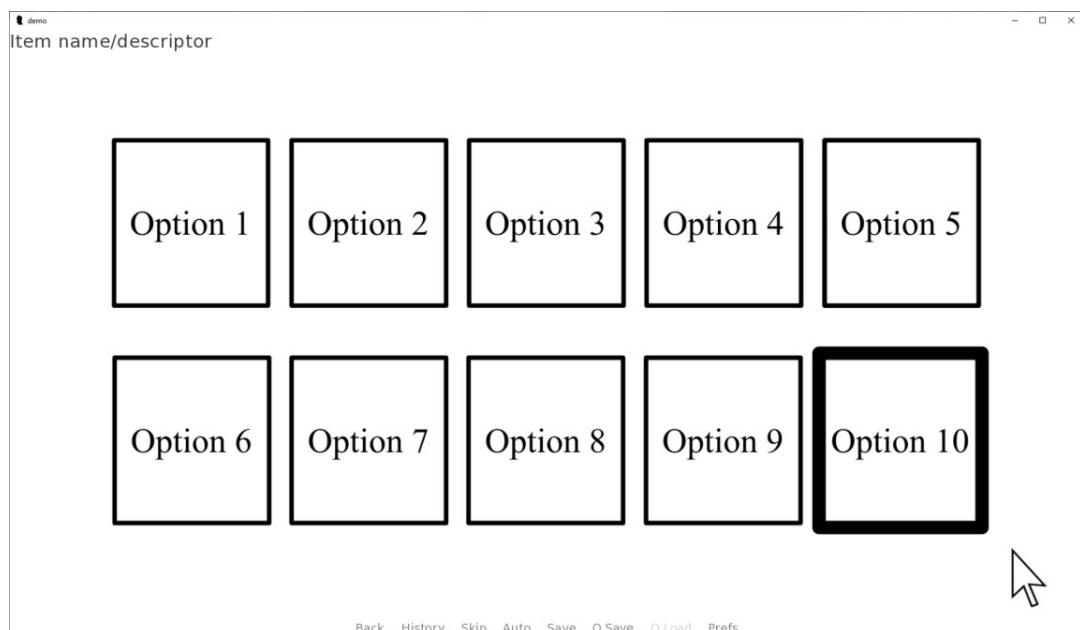 demo
Item name/descriptor
Option 1 Option 2 Option 3 Option 4 Option 5
Option 6 Option 7 Option 8 Option 9 Option 10
Back History Skip Auto Save Q.Save Q.Load Prefs